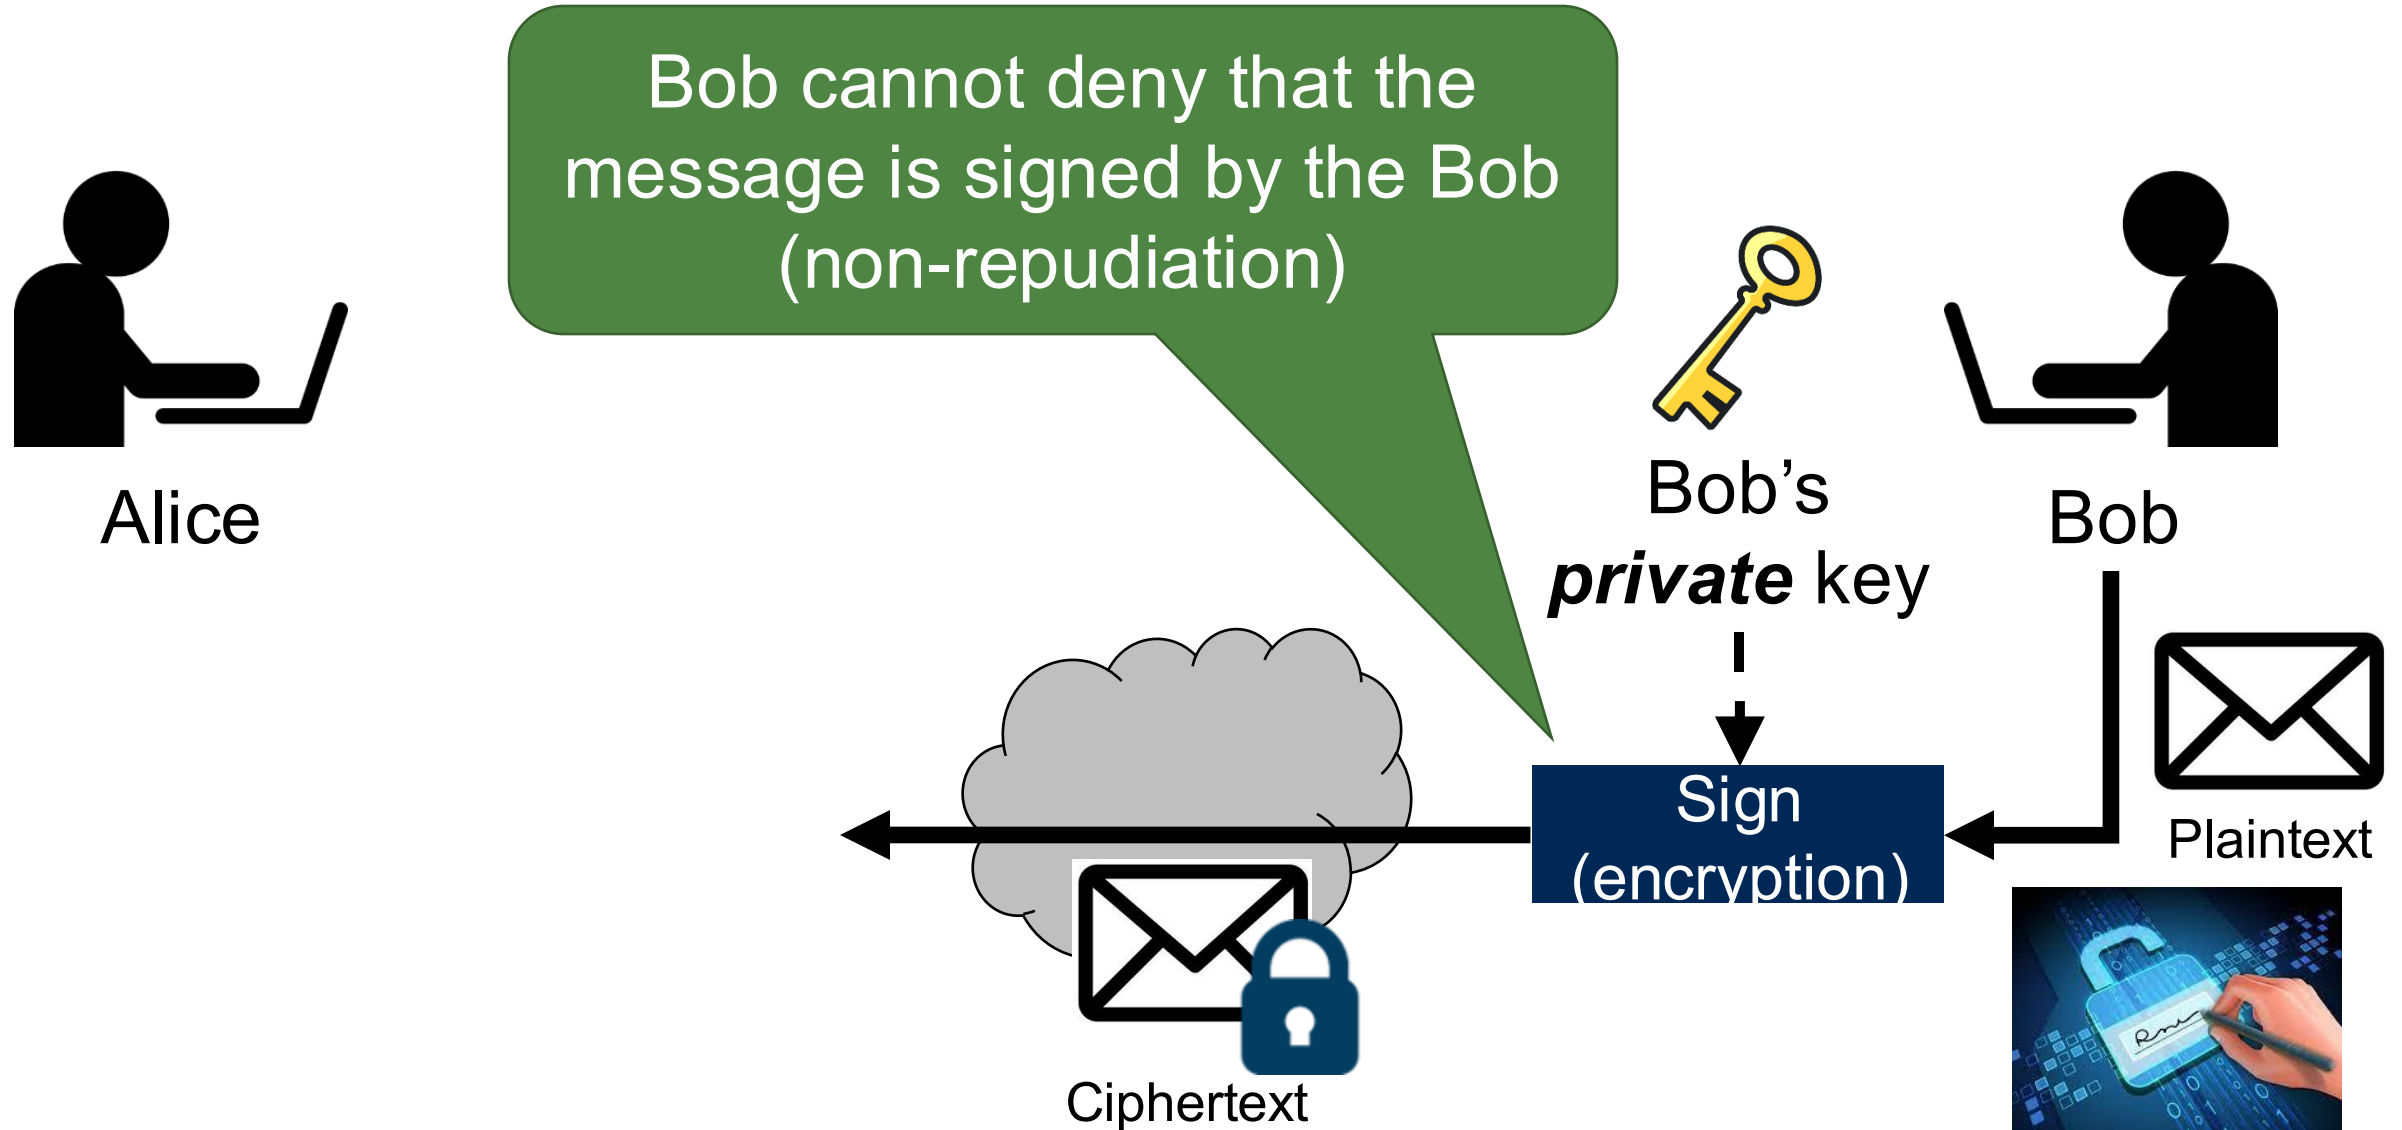 Bob cannot deny that the
message is signed by the Bob
(non-repudiation)
Alice
Bob's
private key
Bob
Plaintext
Sign
(encryption)
Ciphertext